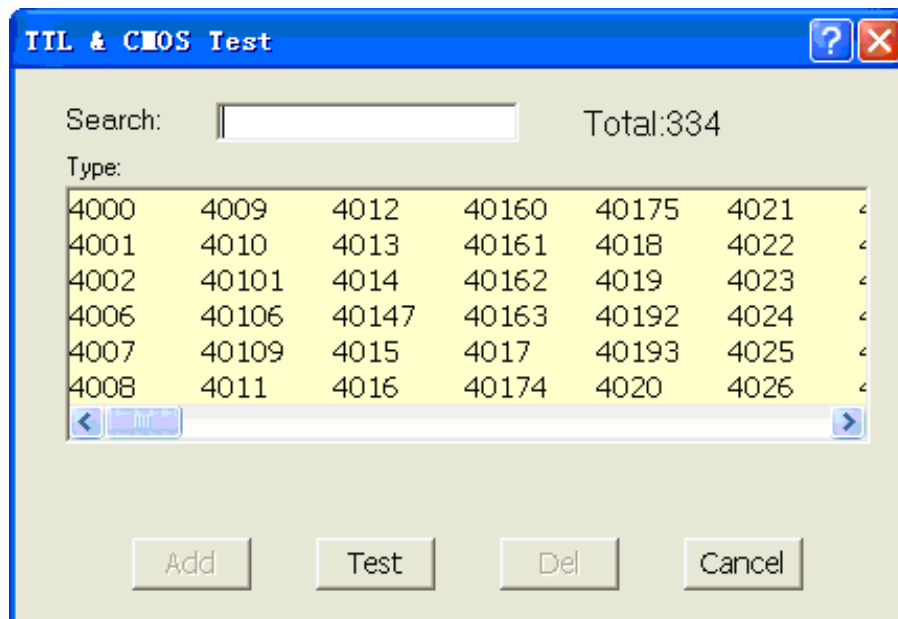 TTL & CMOS Test
Search: Total:334
Type:
4000 4009 4012 40160 40175 4021
4001 4010 4013 40161 4018 4022
4002 40101 4014 40162 4019 4023
4006 40106 40147 40163 40192 4024
4007 40109 4015 4017 40193 4025
4008 4011 4016 40174 4020 4026
Add Test Del Cancel